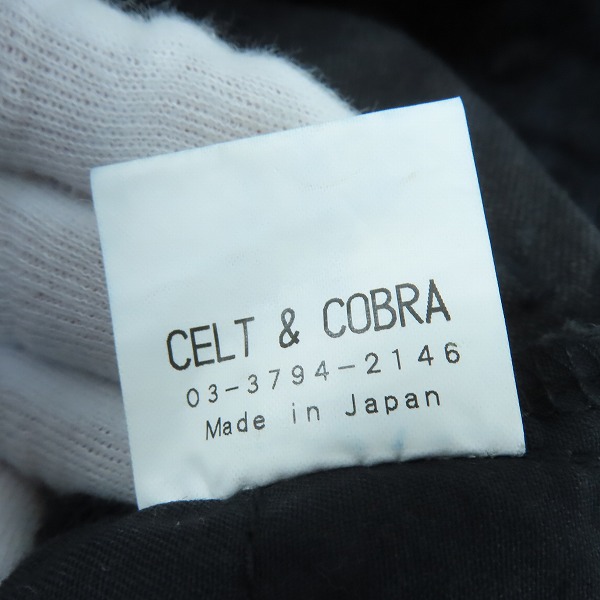 CELT & COBRA
03-3794-2146
Made in Japan